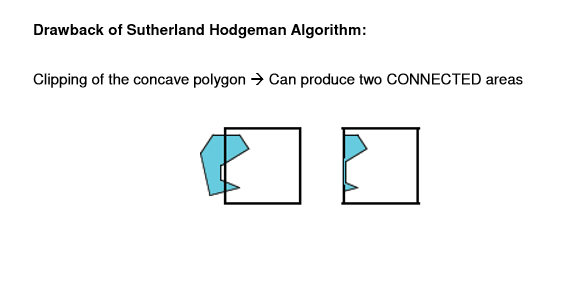 Drawback of Sutherland Hodgeman Algorithm:
Clipping of the concave polygon → Can produce two CONNECTED areas